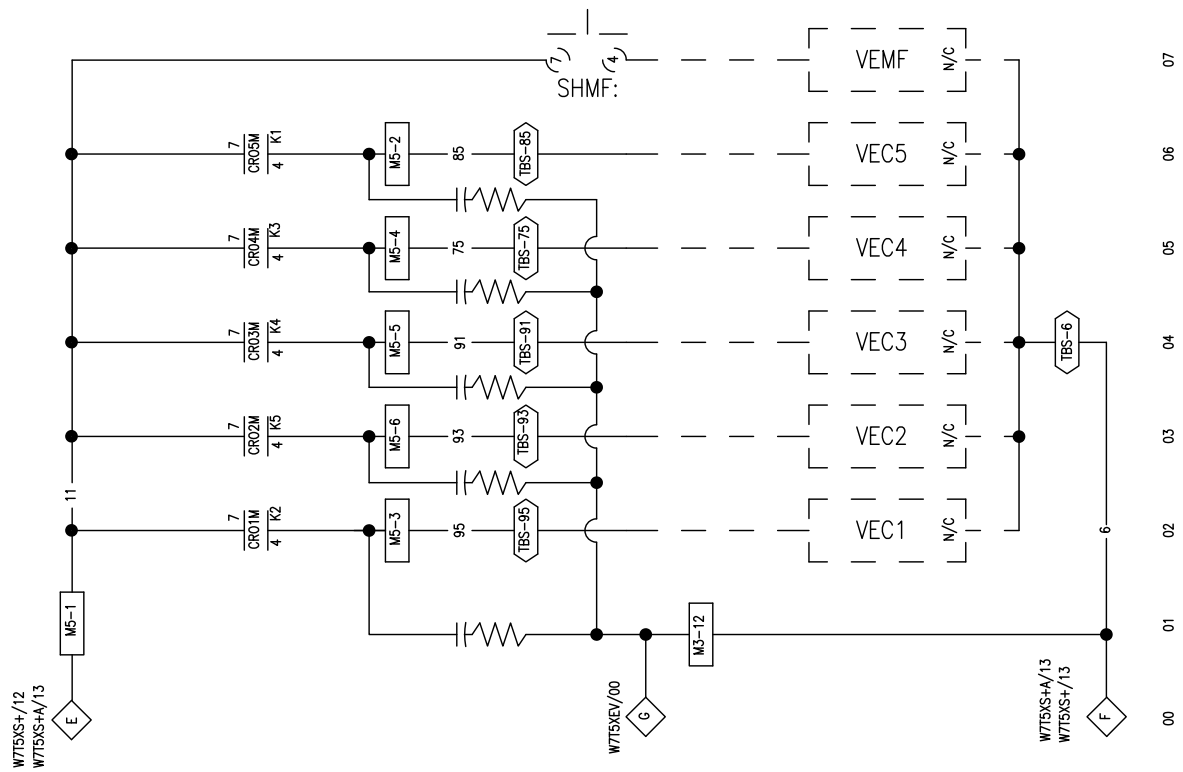 SHMF:
7
4
VEMF
N/C
07
7
CR05M
4
K1
M5-2
85
TBS-85
VEC5
N/C
06
7
CR04M
4
K3
M5-4
75
TBS-75
VEC4
N/C
05
7
CR03M
4
K4
M5-5
91
TBS-91
VEC3
N/C
TBS-6
04
7
CR02M
4
K5
M5-6
93
TBS-93
VEC2
N/C
03
11
7
CR01M
4
K2
M5-3
95
TBS-95
VEC1
N/C
6
02
M5-1
M3-12
01
W7T5XS+/12
W7T5XS+A/13
E
W7T5XEV/00
G
W7T5XS+A/13
W7T5XS+/13
F
00